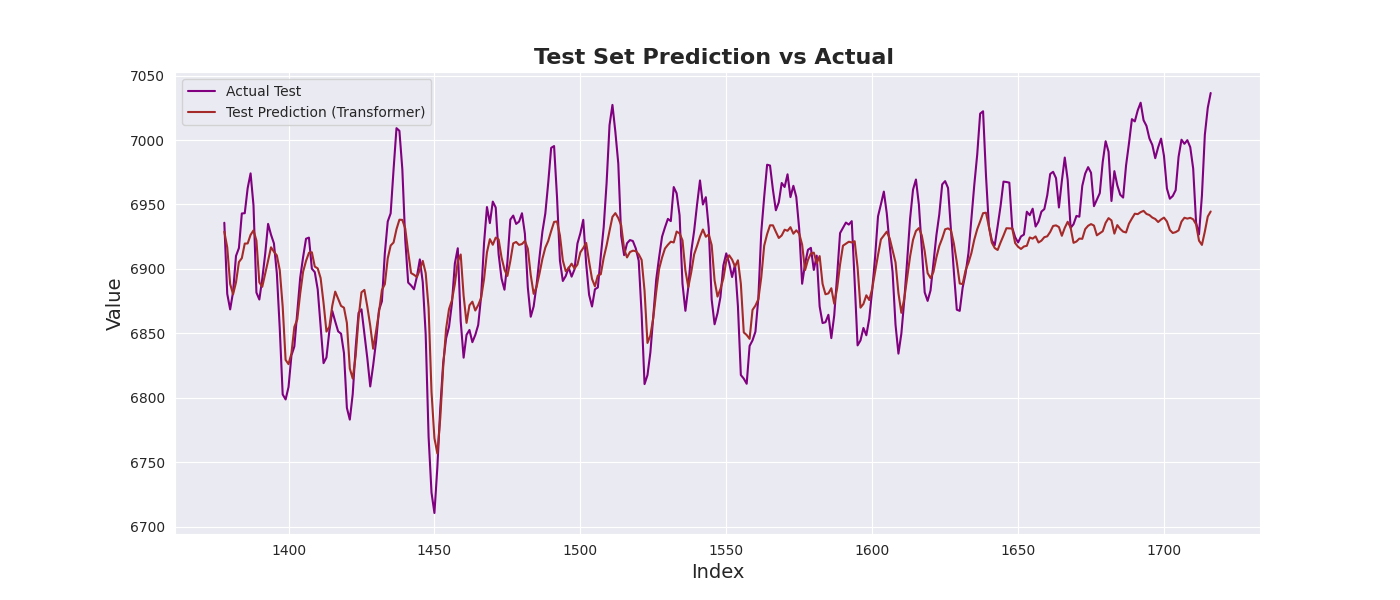 Test Set Prediction vs Actual
Actual Test
Test Prediction (Transformer)
Value
7050
7000
6950
6900
6850
6800
6750
6700
1400 1450 1500 1550 1600 1650 1700
Index